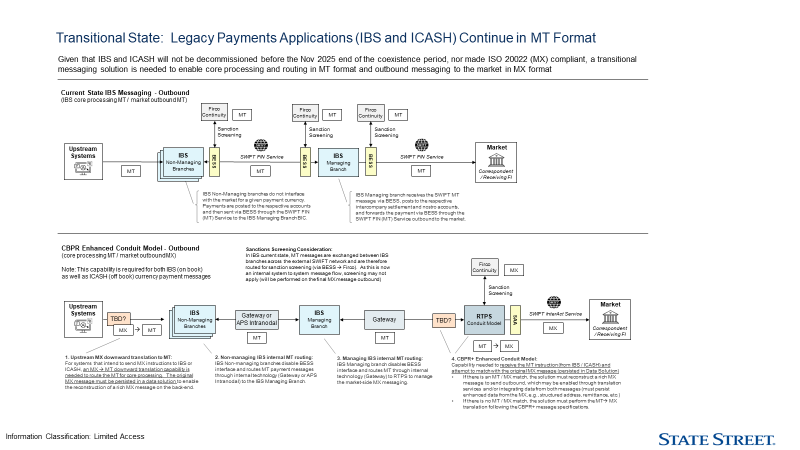 Transitional State: Legacy Payments Applications (IBS and ICASH) Continue in MT Format
Given that IBS and ICASH will not be decommissioned before the Nov 2025 end of the coexistence period, nor made ISO 20022 (MX) compliant, a transitional
messaging solution is needed to enable core processing and routing in MT format and outbound messaging to the market in MX format
Current State IBS Messaging - Outbound
(IBS core processing MT / market outbound MT)
Firco
Continuity
MT
Firco
Continuity
MT
Firco
Continuity
MT
Sanction
Screening
Sanction
Screening
Sanction
Screening
Upstream
Systems
MT
IBS
Non-Managing
Branches
BESS
SWIFT FIN Service
MT
BESS
IBS
Managing
Branch
BESS
SWIFT FIN Service
MT
Market
Correspondent
/ Receiving FI
IBS Non-Managing branches do not interface
with the market for a given payment currency.
Payments are posted to the respective accounts
and then sent via BESS through the SWIFT FIN
(MT) Service to the IBS Managing Branch BIC.
IBS Managing branch receives the SWIFT MT
message via BESS, posts to the respective
intercompany settlement and nostro accounts,
and forwards the payment via BESS through the
SWIFT FIN (MT) Service outbound to the market.
CBPR Enhanced Conduit Model - Outbound
(core processing MT / market outbound MX)
Note: This capability is required for both IBS (on book)
as well as ICASH (off book) currency payment messages
Sanctions Screening Consideration:
In IBS current state, MT messages are exchanged between IBS
branches across the external SWIFT network and are therefore
routed for sanction screening (via BESS → Firco). As this is now
an internal system to system message flow, screening may not
apply (will be performed on the final MX message outbound)
Firco
Continuity
MX
Sanction
Screening
Upstream
Systems
TBD?
MX → MT
IBS
Non-Managing
Branches
Gateway or
APS Intranodal
MT
IBS
Managing
Branch
Gateway
MT
TBD?
RTPS
Conduit Model
SAA
MT → MX
SWIFT InterAct Service
MX
Market
Correspondent
/ Receiving FI
1. Upstream MX downward translation to MT:
For systems that intend to send MX instructions to IBS or
ICASH, an MX → MT downward translation capability is
needed to route the MT for core processing. The original
MX message must be persisted in a data solution to enable
the reconstruction of a rich MX message on the back-end.
2. Non-managing IBS internal MT routing:
IBS Non-managing branches disable BESS
interface and routes MT payment messages
through internal technology (Gateway or APS
Intranodal) to the IBS Managing Branch.
3. Managing IBS internal MT routing:
IBS Managing branch disable BESS
interface and routes MT through internal
technology (Gateway) to RTPS to manage
the market-side MX messaging.
4. CBPR+ Enhanced Conduit Model:
Capability needed to receive the MT instruction (from IBS / ICASH) and
attempt to match with the original MX message (persisted in Data Solution)
• If there is an MT / MX match, the solution must reconstruct a rich MX
message to send outbound, which may be enabled through translation
services and/or integrating data from both messages (must persist
enhanced data from the MX, e.g., structured address, remittance, etc.)
• If there is no MT / MX match, the solution must perform the MT→ MX
translation following the CBPR+ message specifications.
Information Classification: Limited Access
STATE STREET